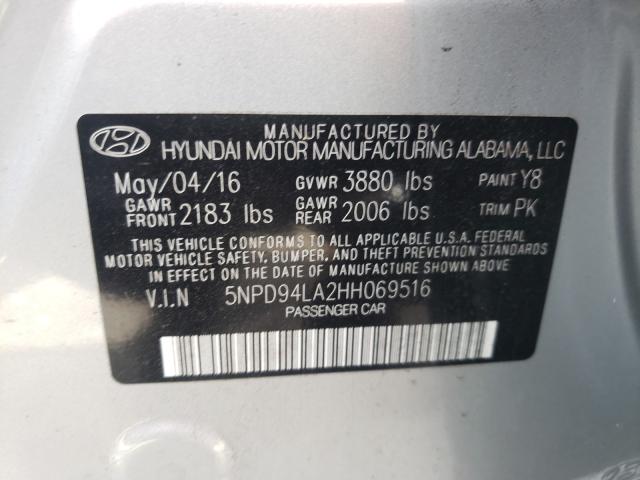 MANUFACTURED BY
HYUNDAI MOTOR MANUFACTURING ALABAMA, LLC
May/04/16 GVWR 3880 lbs PAINT Y8
GAWR FRONT 2183 lbs GAWR REAR 2006 lbs TRIM PK
THIS VEHICLE CONFORMS TO ALL APPLICABLE U.S.A. FEDERAL
MOTOR VEHICLE SAFETY, BUMPER, AND THEFT PREVENTION STANDARDS
IN EFFECT ON THE DATE OF MANUFACTURE SHOWN ABOVE.
V.I.N 5NPD94LA2HH069516
PASSENGER CAR